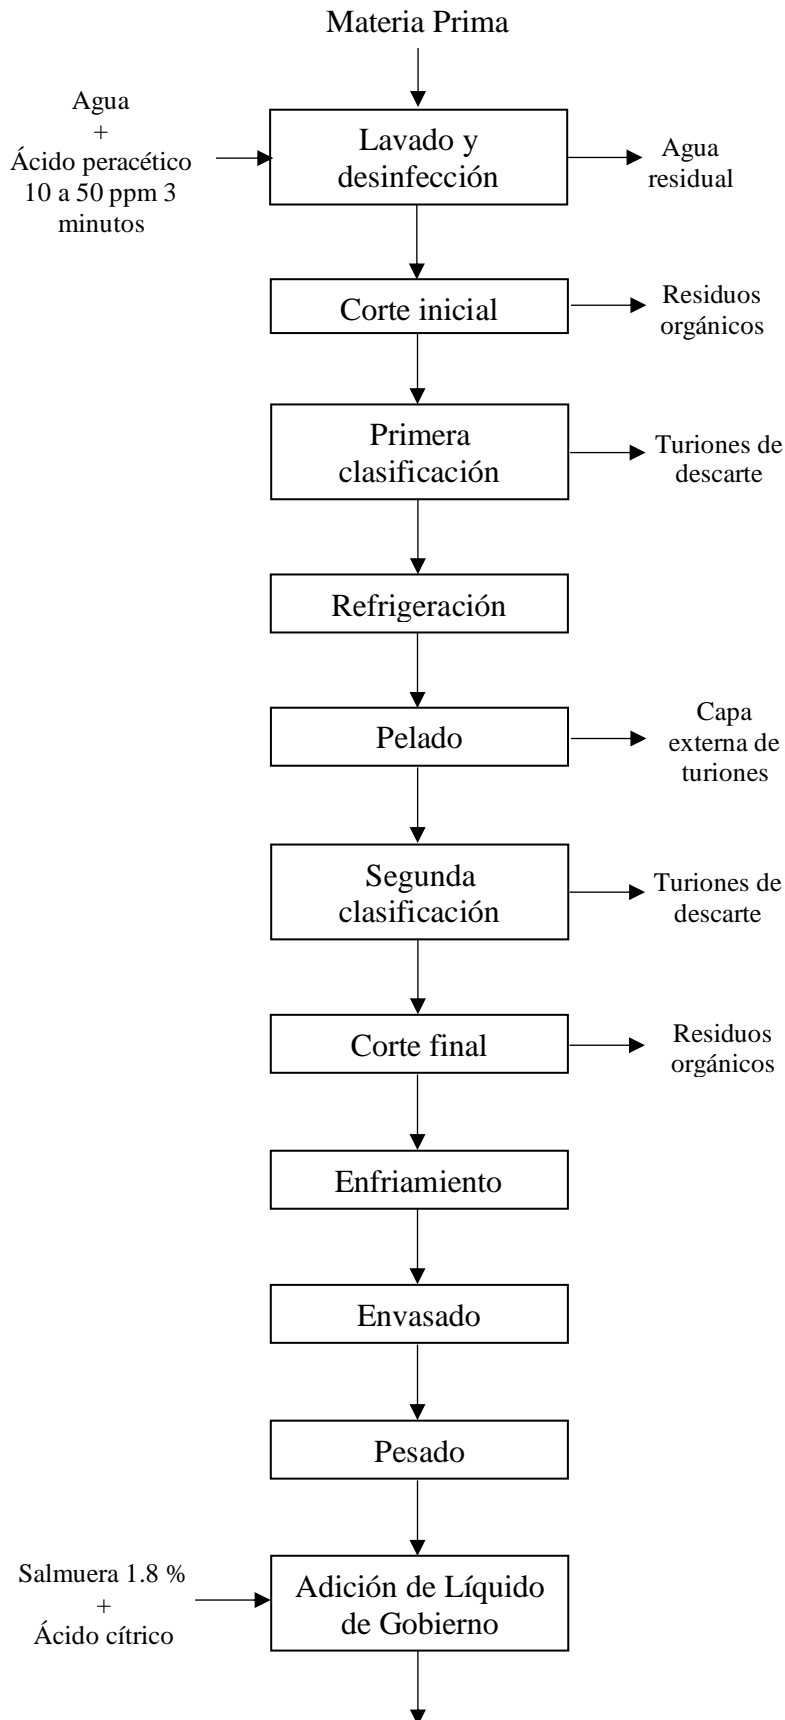 Materia Prima
Agua
+
Ácido peracético
10 a 50 ppm 3
minutos
Lavado y
desinfección
Agua
residual
Corte inicial
Residuos
orgánicos
Primera
clasificación
Turiones de
descarte
Refrigeración
Pelado
Capa
externa de
turiones
Segunda
clasificación
Turiones de
descarte
Corte final
Residuos
orgánicos
Enfriamiento
Envasado
Pesado
Salmuera 1.8 %
+
Ácido cítrico
Adición de Líquido
de Gobierno